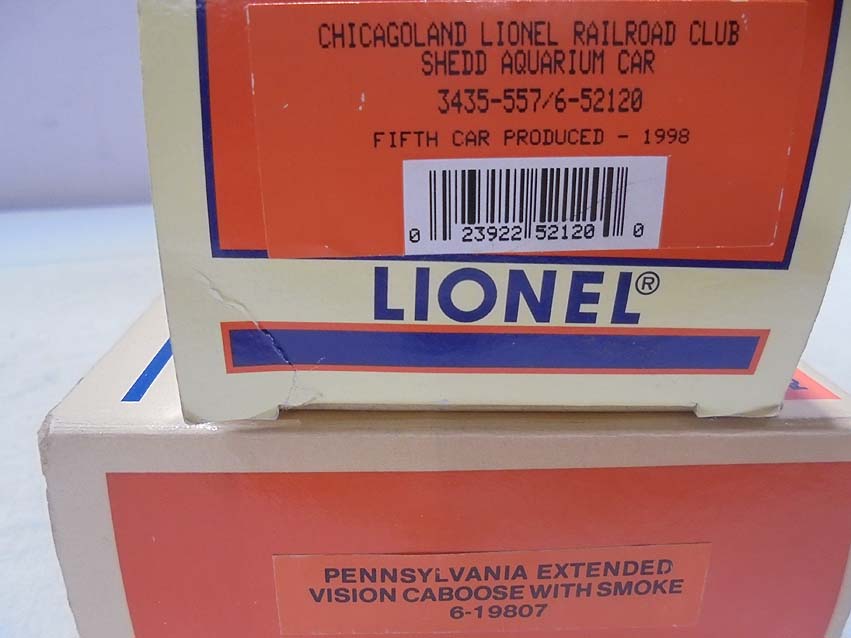 CHICAGOLAND LIONEL RAILROAD CLUB
SHEDD AQUARIUM CAR
3435-557/6-52120
FIFTH CAR PRODUCED - 1998
0 23922 52120 0
LIONEL®
PENNSYLVANIA EXTENDED
VISION CABOOSE WITH SMOKE
6-19807